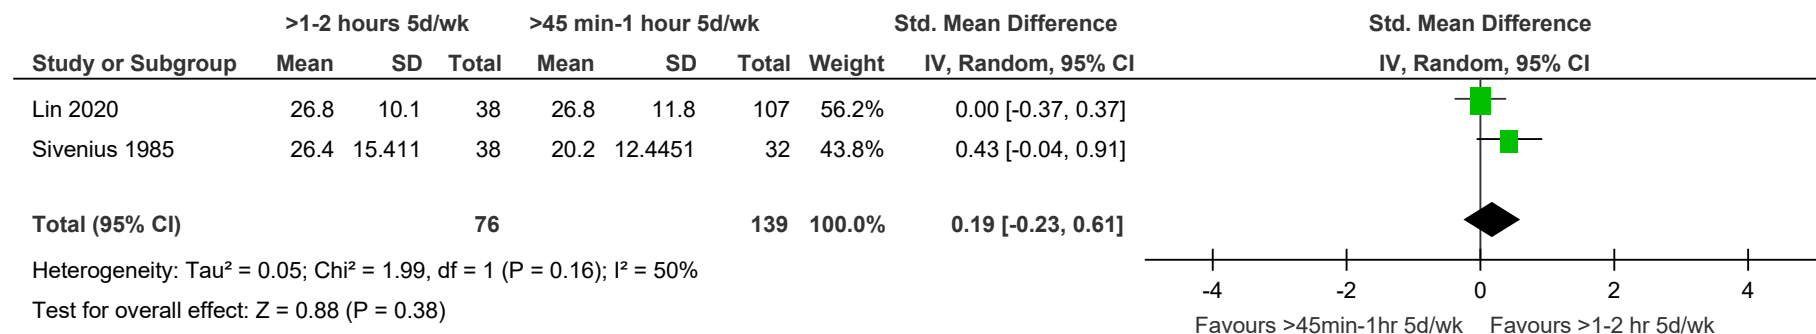 >1-2 hours 5d/wk >45 min-1 hour 5d/wk Std. Mean Difference Std. Mean Difference
Study or Subgroup Mean SD Total Mean SD Total Weight IV, Random, 95% CI IV, Random, 95% CI
Lin 2020 26.8 10.1 38 26.8 11.8 107 56.2% 0.00 [-0.37, 0.37]
Sivenius 1985 26.4 15.411 38 20.2 12.4451 32 43.8% 0.43 [-0.04, 0.91]
Total (95% CI) 76 139 100.0% 0.19 [-0.23, 0.61]
Heterogeneity: Tau² = 0.05; Chi² = 1.99, df = 1 (P = 0.16); I² = 50%
Test for overall effect: Z = 0.88 (P = 0.38)
-4 -2 0 2 4
Favours >45min-1hr 5d/wk Favours >1-2 hr 5d/wk